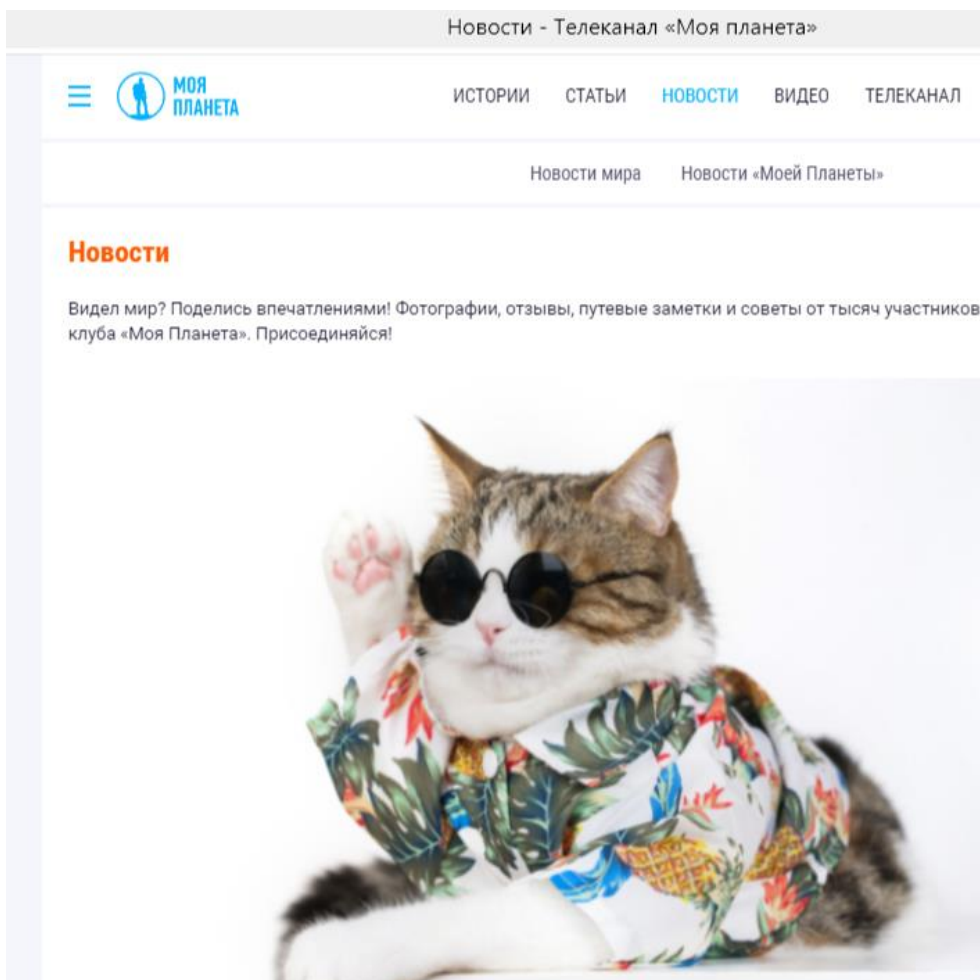 Новости - Телеканал «Моя планета»
МОЯ
ПЛАНЕТА
ИСТОРИИ СТАТЬИ НОВОСТИ ВИДЕО ТЕЛЕКАНАЛ
Новости мира Новости «Моей Планеты»
Новости
Видел мир? Поделись впечатлениями! Фотографии, отзывы, путевые заметки и советы от тысяч участников
клуба «Моя Планета». Присоединяйся!